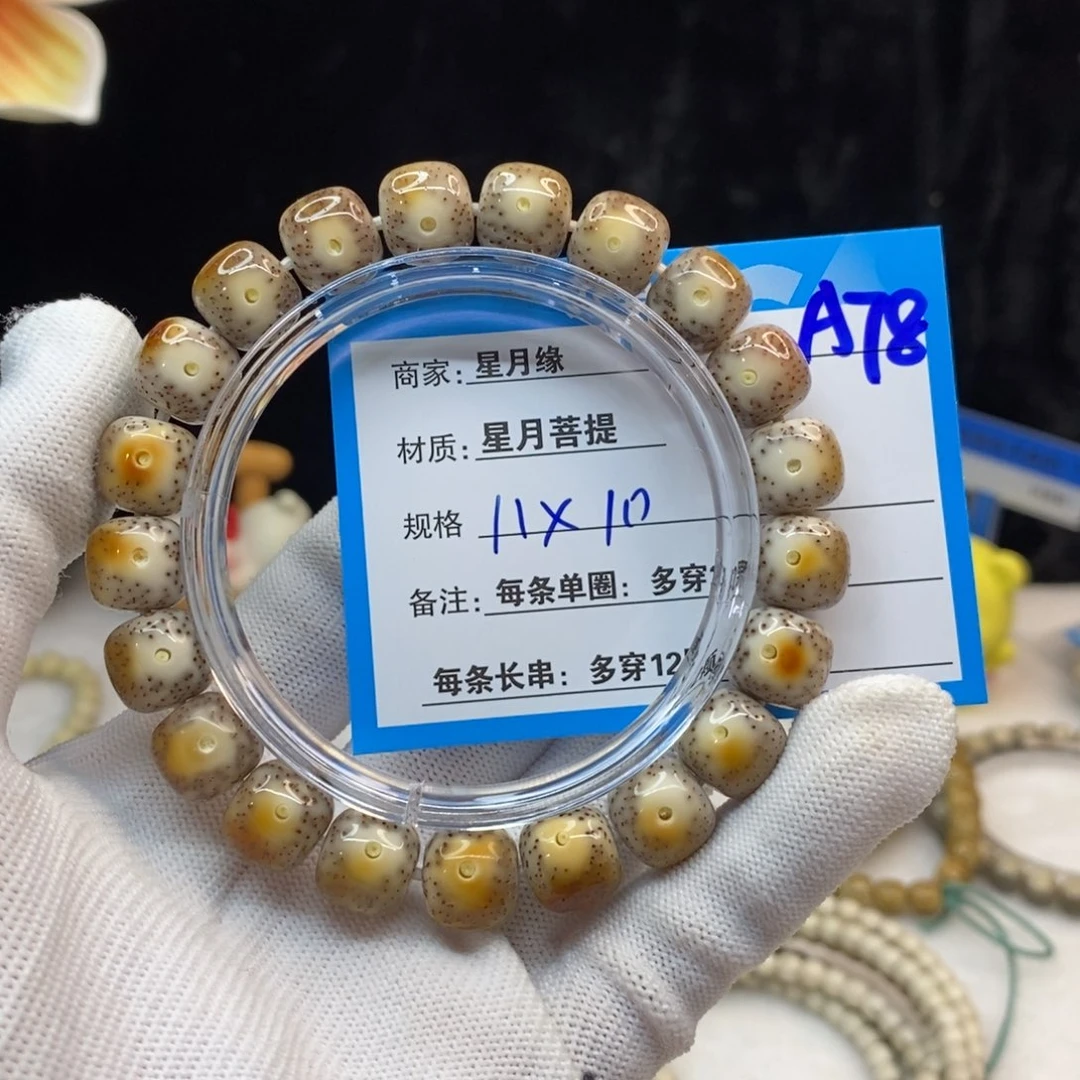 A78
商家：星月缘
材质：星月菩提
规格 11X10
备注：每条单圈：多穿
每条长串：多穿12